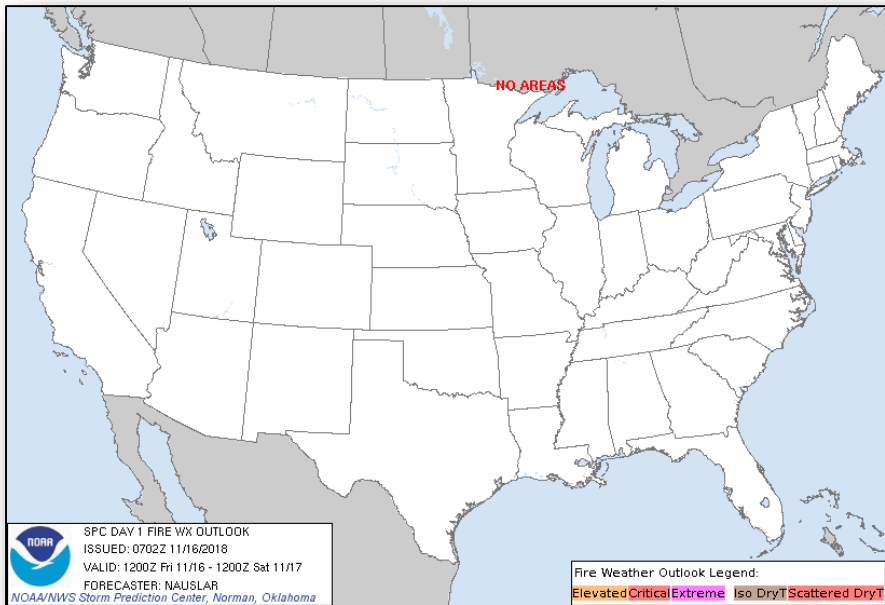 NO AREAS
SPC DAY 1 FIRE WX OUTLOOK
ISSUED: 0702Z 11/16/2018
VALID: 1200Z Fri 11/16 - 1200Z Sat 11/17
FORECASTER: NAUSLAR
NOAA
NOAA/NWS Storm Prediction Center, Norman, Oklahoma
Fire Weather Outlook Legend:
Elevated Critical Extreme Iso DryT Scattered DryT